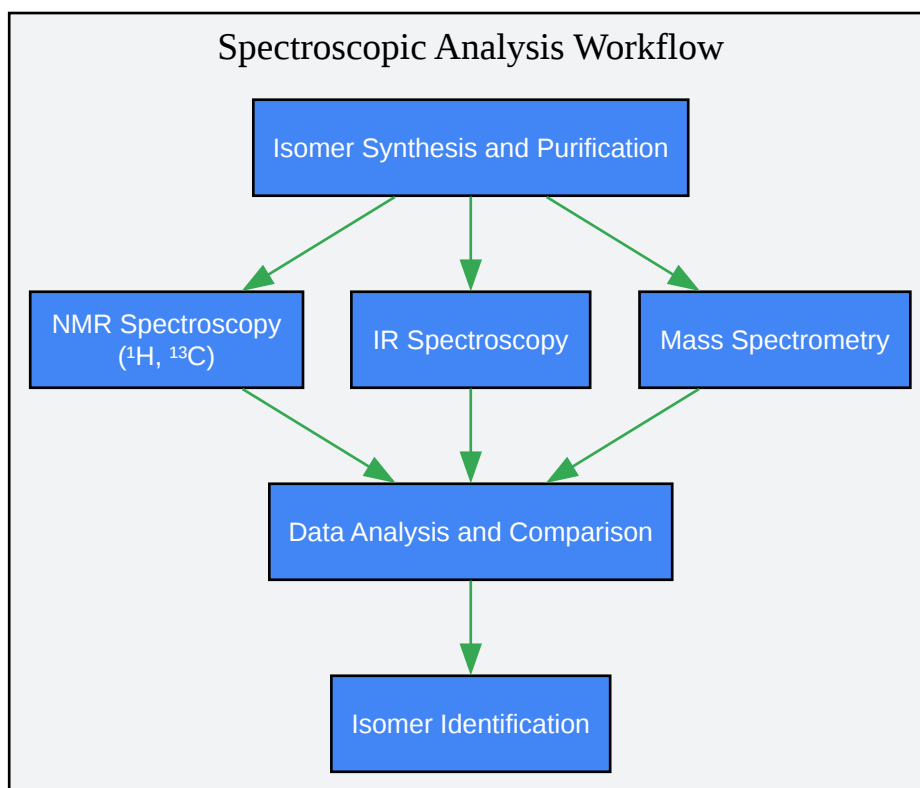 Spectroscopic Analysis Workflow
Isomer Synthesis and Purification
NMR Spectroscopy
(¹H, ¹³C)
IR Spectroscopy
Mass Spectrometry
Data Analysis and Comparison
Isomer Identification